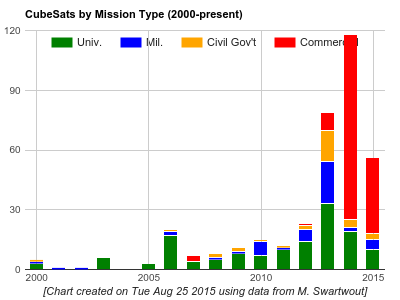 CubeSats by Mission Type (2000-present)
120
Univ. Mil. Civil Gov't Commercial
90
60
30
0
2000 2005 2010 2015
[Chart created on Tue Aug 25 2015 using data from M. Swartwout]